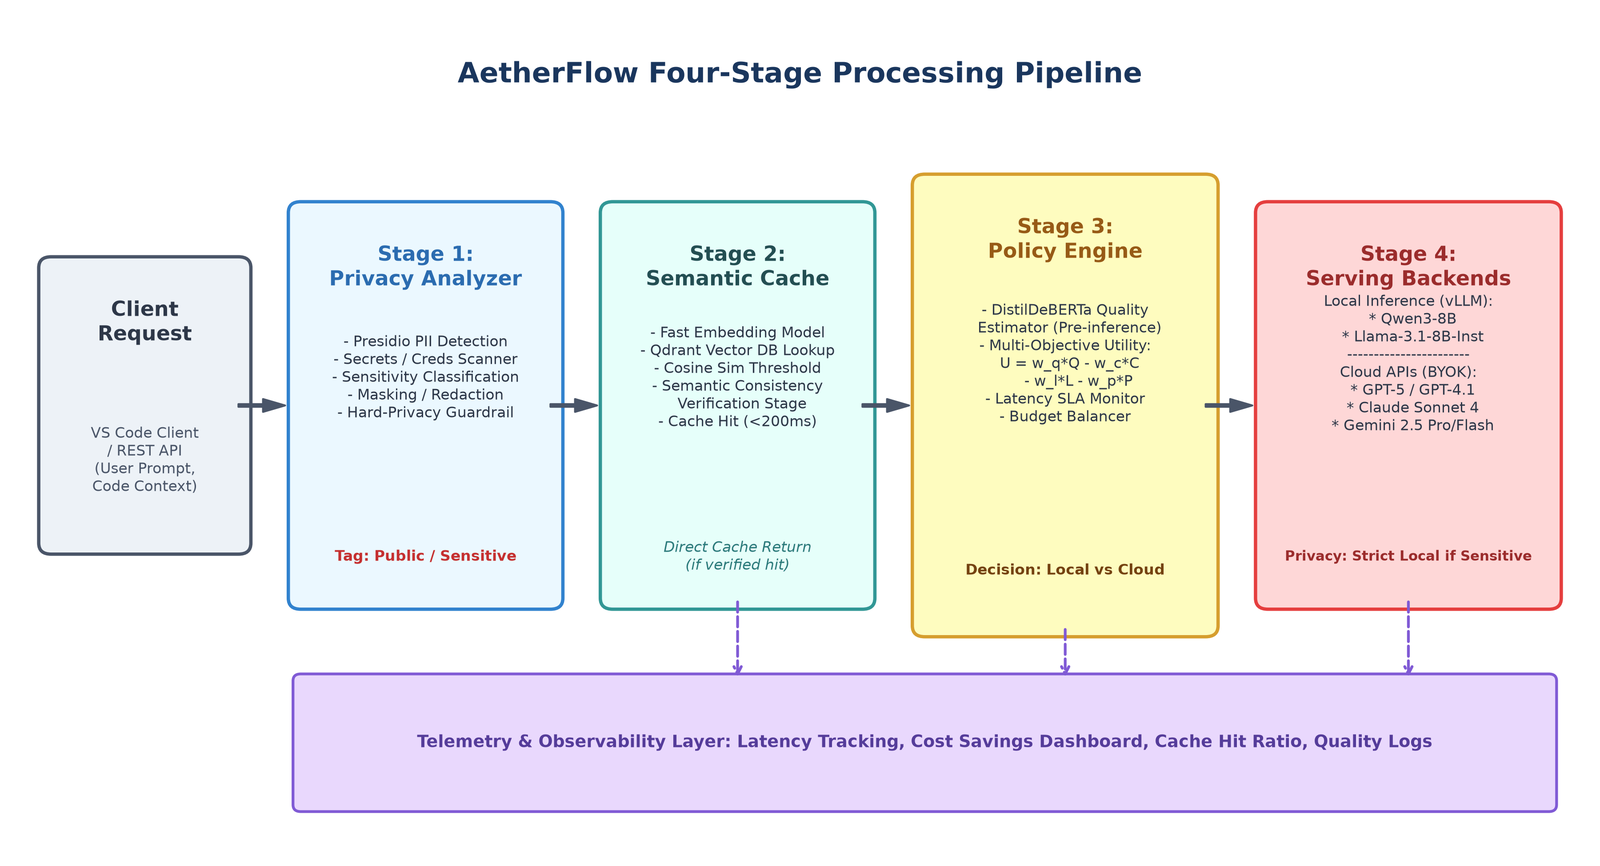 AetherFlow Four-Stage Processing Pipeline
Client
Request
VS Code Client
/ REST API
(User Prompt,
Code Context)
Stage 1:
Privacy Analyzer
- Presidio PII Detection
- Secrets / Creds Scanner
- Sensitivity Classification
- Masking / Redaction
- Hard-Privacy Guardrail
Tag: Public / Sensitive
Stage 2:
Semantic Cache
- Fast Embedding Model
- Qdrant Vector DB Lookup
- Cosine Sim Threshold
- Semantic Consistency
Verification Stage
- Cache Hit (<200ms)
Direct Cache Return
(if verified hit)
Stage 3:
Policy Engine
- DistilDeBERTa Quality
Estimator (Pre-inference)
- Multi-Objective Utility:
U = w_q*Q - w_c*C
- w_l*L - w_p*P
- Latency SLA Monitor
- Budget Balancer
Decision: Local vs Cloud
Stage 4:
Serving Backends
Local Inference (vLLM):
* Qwen3-8B
* Llama-3.1-8B-Inst
-----------------------
Cloud APIs (BYOK):
* GPT-5 / GPT-4.1
* Claude Sonnet 4
* Gemini 2.5 Pro/Flash
Privacy: Strict Local if Sensitive
Telemetry & Observability Layer: Latency Tracking, Cost Savings Dashboard, Cache Hit Ratio, Quality Logs